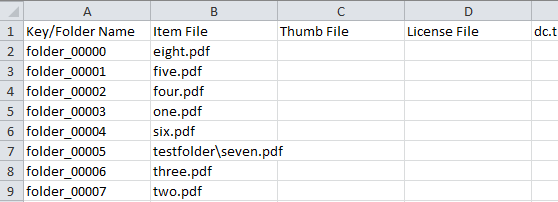 A B C D
1 Key/Folder Name Item File Thumb File License File dc.t
2 folder_00000 eight.pdf
3 folder_00001 five.pdf
4 folder_00002 four.pdf
5 folder_00003 one.pdf
6 folder_00004 six.pdf
7 folder_00005 testfolder\seven.pdf
8 folder_00006 three.pdf
9 folder_00007 two.pdf